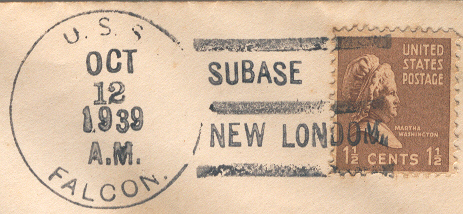 U. S. S.
OCT
12
1939
A.M.
FALCON.
SUBASE
NEW LONDON.
UNITED
STATES
POSTAGE
MARTHA
WASHINGTON
1½ CENTS 1½